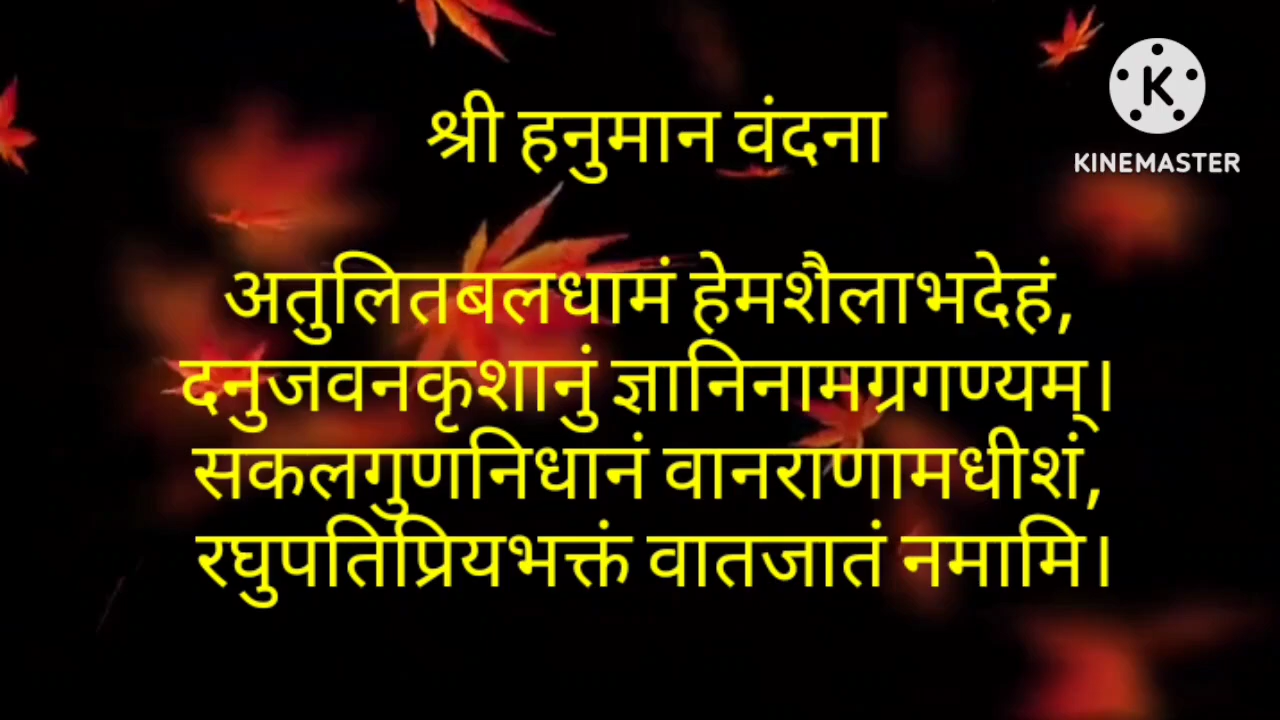 श्री हनुमान वंदना
KINEMASTER
अतुलितबलधामं हेमशैलाभदेहं,
दनुजवनकृशानुं ज्ञानिनामग्रगण्यम्।
सकलगुणनिधानं वानराणामधीशं,
रघुपतिप्रियभक्तं वातजातं नमामि।